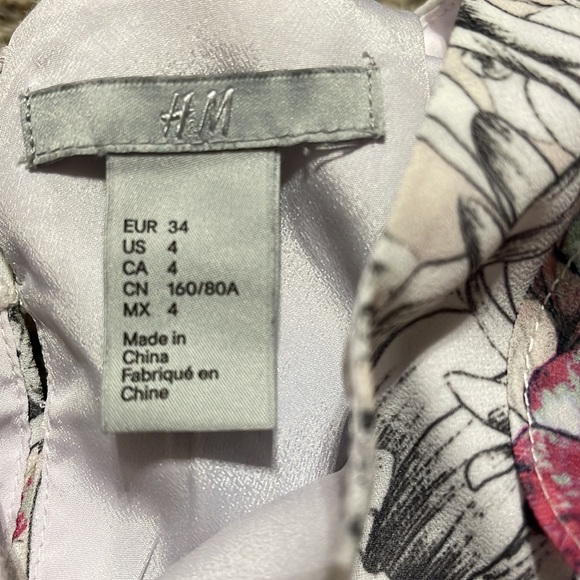 H&M
EUR 34
US 4
CA 4
CN 160/80A
MX 4
Made in
China
Fabriqué en
Chine